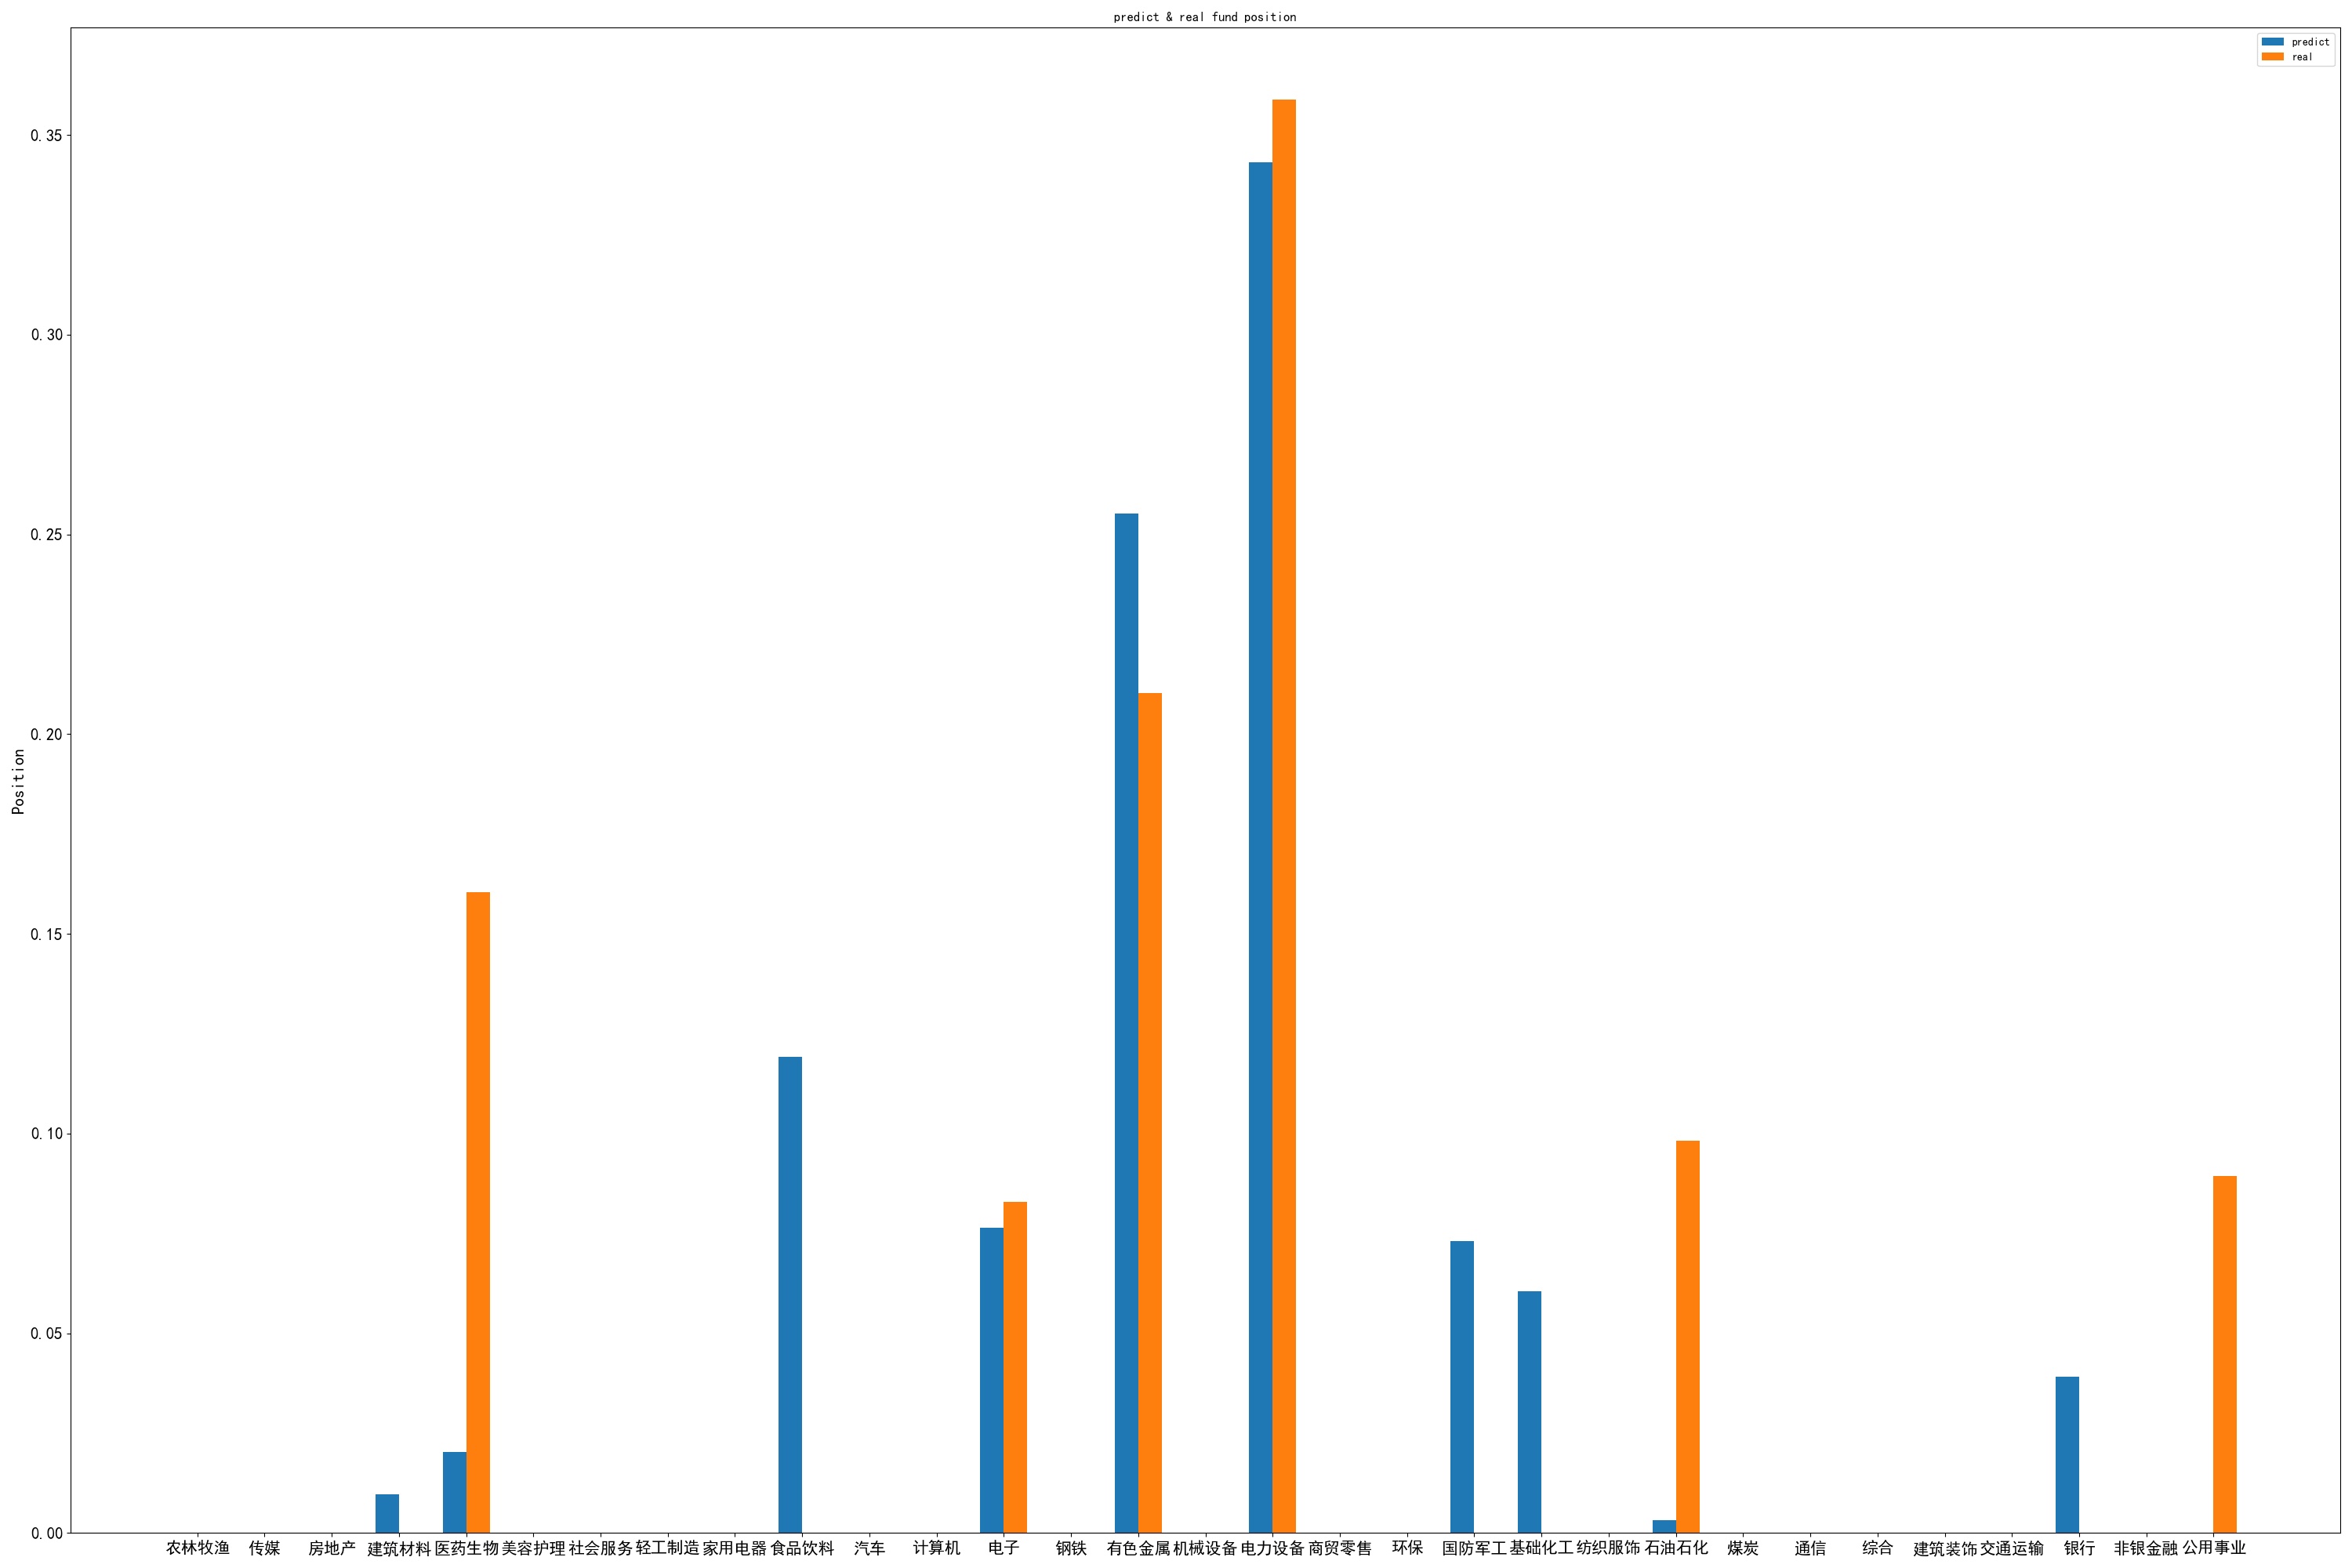 predict & real fund position
predict
real
Position
0.35
0.30
0.25
0.20
0.15
0.10
0.05
0.00
农林牧渔 传媒 房地产 建筑材料 医药生物 美容护理 社会服务 轻工制造 家用电器 食品饮料 汽车 计算机 电子 钢铁 有色金属 机械设备 电力设备 商贸零售 环保 国防军工 基础化工 纺织服饰 石油石化 煤炭 通信 综合 建筑装饰 交通运输 银行 非银金融 公用事业